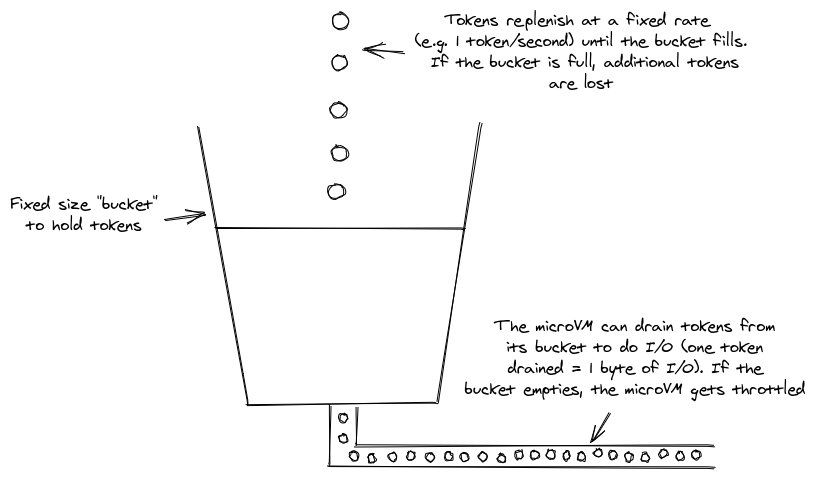 Tokens replenish at a fixed rate
(e.g. 1 token/second) until the bucket fills.
If the bucket is full, additional tokens
are lost
Fixed size "bucket"
to hold tokens
The microVM can drain tokens from
its bucket to do I/O (one token
drained = 1 byte of I/O). If the
bucket empties, the microVM gets throttled